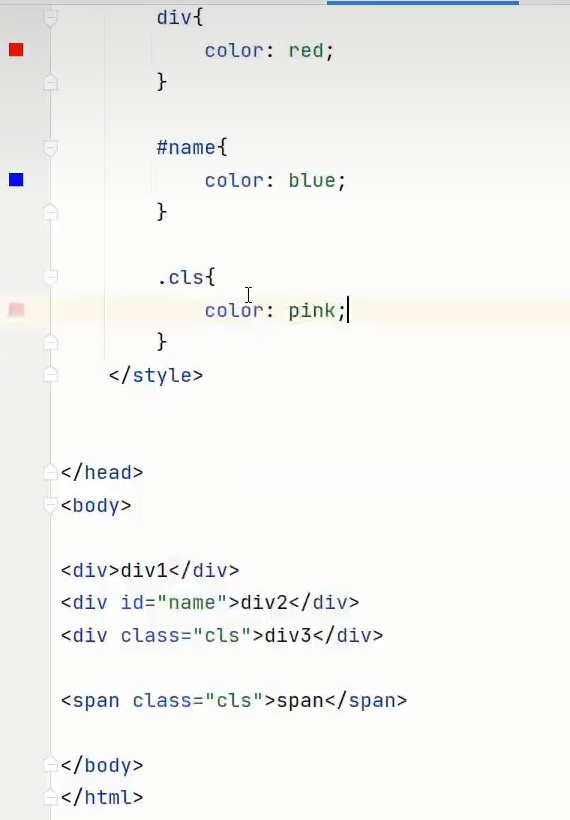 div{
color: red;
}
#name{
color: blue;
}
.cls{
color: pink;
}
</style>
</head>
<body>
<div>div1</div>
<div id="name">div2</div>
<div class="cls">div3</div>
<span class="cls">span</span>
</body>
</html>